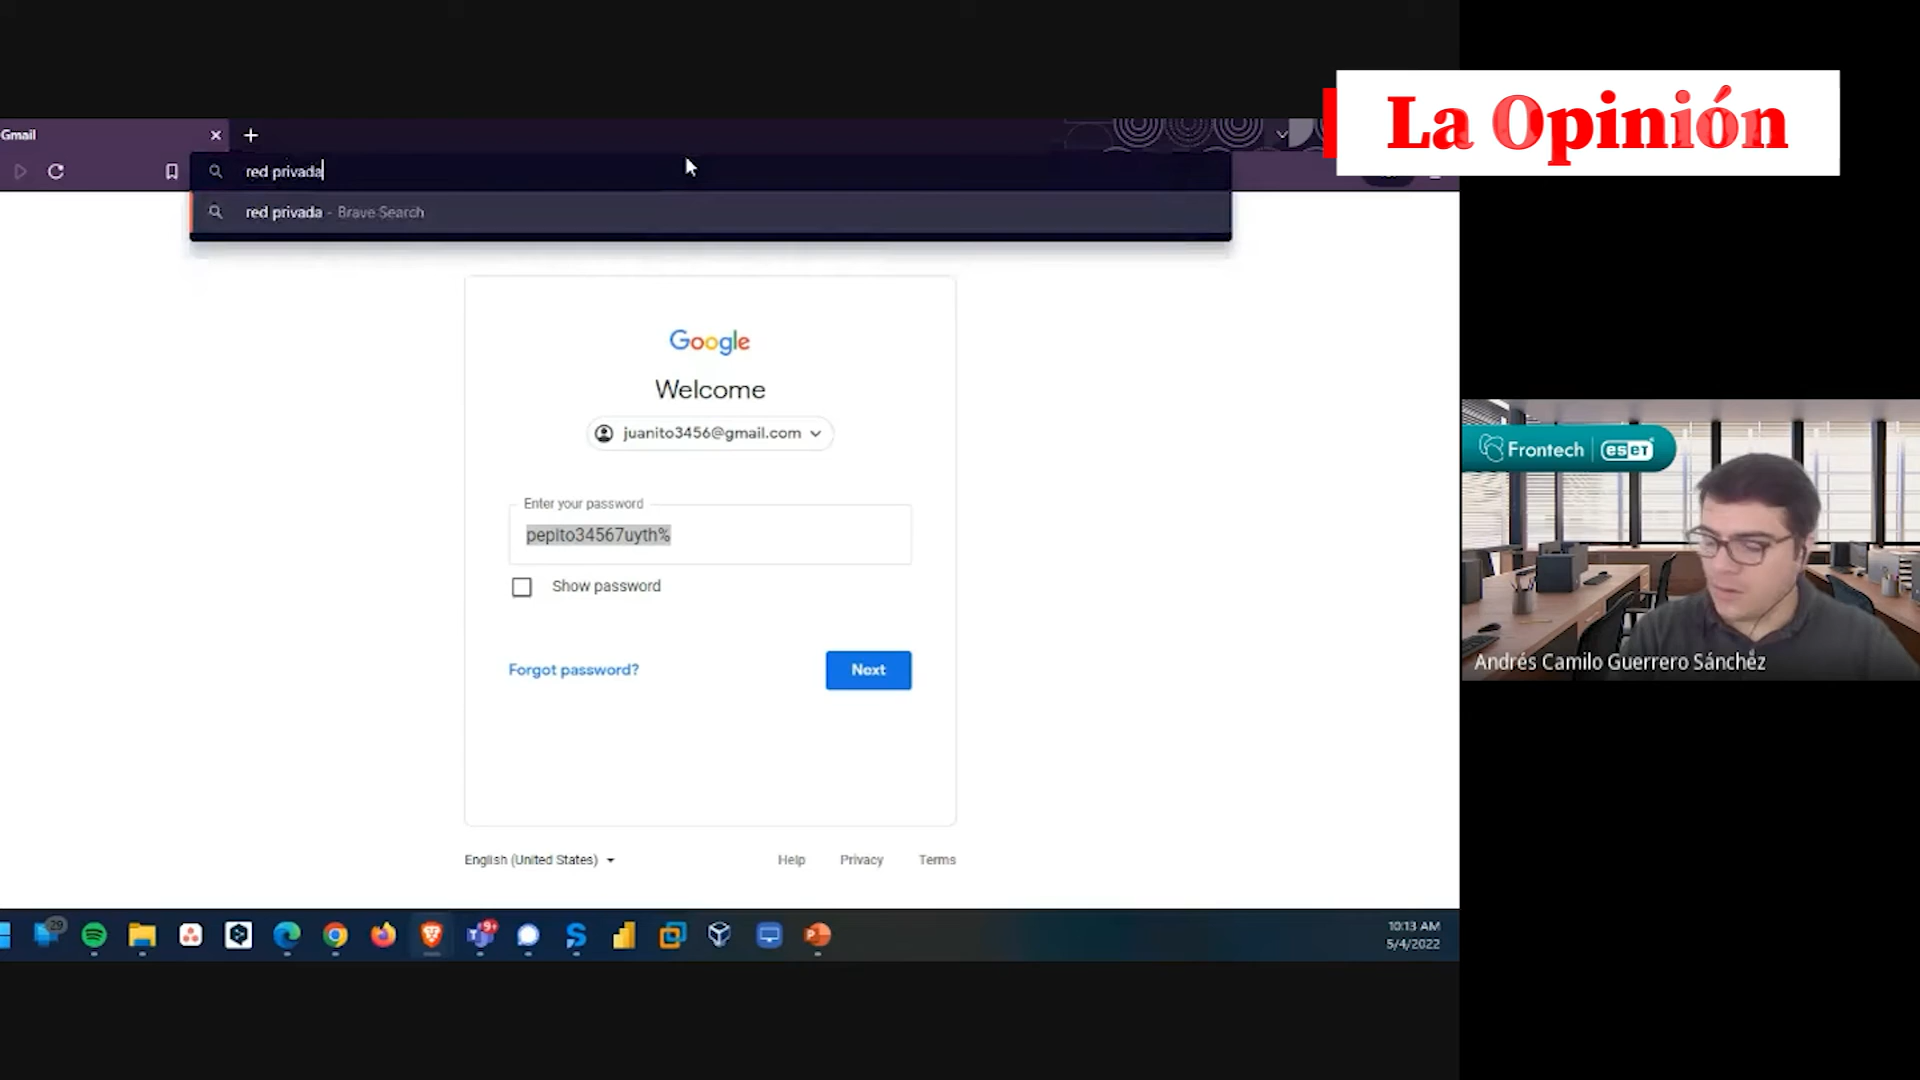 La Opinión
Gmail
red privada
red privada - Brave Search
Google
Welcome
juanito3456@gmail.com
Enter your password
pepito34567uyth%
Show password
Forgot password?
Next
English (United States)
Help
Privacy
Terms
Frontech
eseT
Andrés Camilo Guerrero Sánchez
29
9+
10:13 AM
5/4/2022